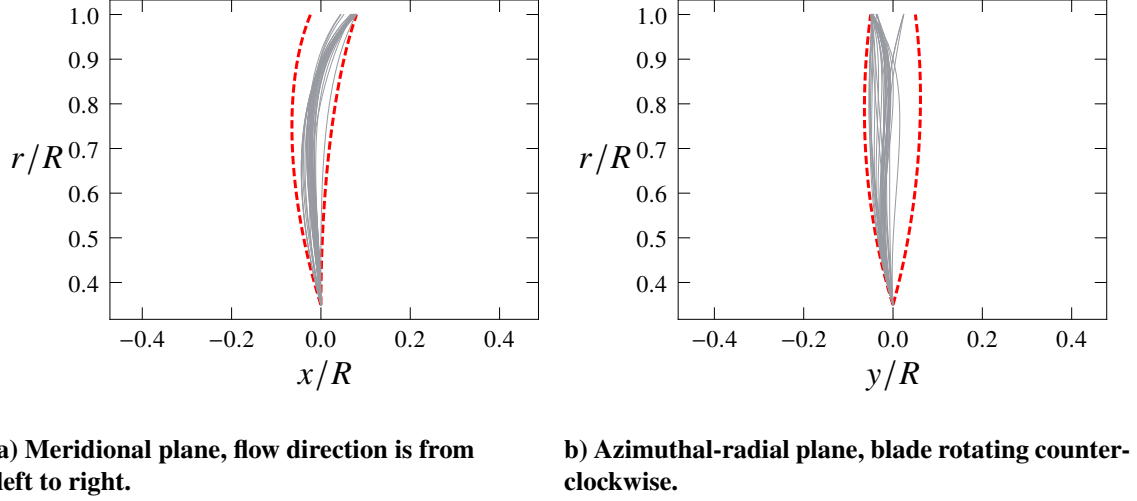 1.0 1.0
0.9 0.9
0.8 0.8
r/R 0.7 r/R 0.7
0.6 0.6
0.5 0.5
0.4 0.4
−0.4 −0.2 0.0 0.2 0.4 −0.4 −0.2 0.0 0.2 0.4
x/R y/R
a) Meridional plane, flow direction is from
left to right.
b) Azimuthal-radial plane, blade rotating counter-
clockwise.